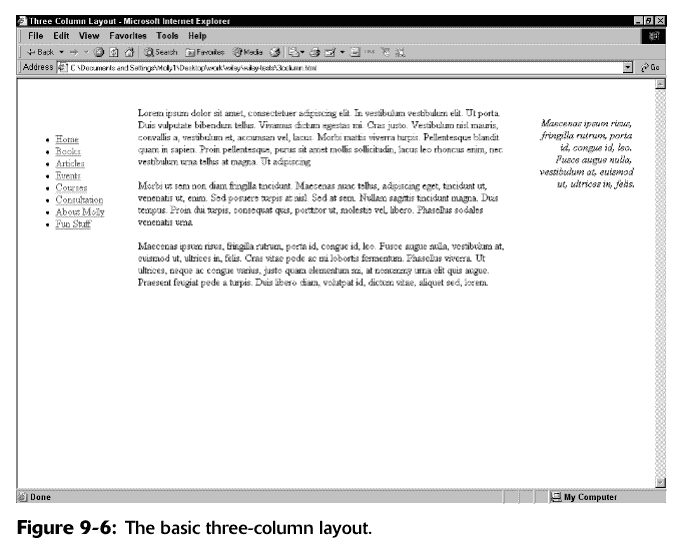 Three Column Layout - Microsoft Internet Explorer
File Edit View Favorites Tools Help
Back Search Favorites Media
Address C:\Documents and Settings\Molly1\Desktop\work\wiley\wiley-tests\3column.html Go
Home
Books
Articles
Events
Courses
Consultation
About Molly
Fun Stuff
Lorem ipsum dolor sit amet, consectetuer adipiscing elit. In vestibulum vestibulum elit. Ut porta.
Duis vulputate bibendum tellus. Vivamus dictum egestas mi. Cras justo. Vestibulum nisl mauris,
convallis a, vestibulum et, accumsan vel, lacus. Morbi mattis viverra turpis. Pellentesque blandit
quam in sapien. Proin pellentesque, purus sit amet mollis sollicitudin, lacus leo rhoncus enim, nec
vestibulum urna tellus at magna. Ut adipiscing
Morbi ut sem non diam fringilla tincidunt. Maecenas nunc tellus, adipiscing eget, tincidunt ut,
venenatis ut, enim. Sed posuere turpis at nisl. Sed at sem. Nullam sagittis tincidunt magna. Duis
tempus. Proin dui turpis, consequat quis, porttitor ut, molestie vel, libero. Phasellus sodales
venenatis urna.
Maecenas ipsum risus, fringilla rutrum, porta id, congue id, leo. Fusce augue nulla, vestibulum at,
euismod ut, ultrices in, felis. Cras vitae pede ac mi lobortis fermentum. Phasellus viverra. Ut
ultrices, neque ac congue varius, justo quam elementum mi, at nonummy urna elit quis augue.
Praesent feugiat pede a turpis. Duis libero diam, volutpat id, dictum vitae, aliquet sed, lorem.
Maecenas ipsum risus,
fringilla rutrum, porta
id, congue id, leo.
Fusce augue nulla,
vestibulum at, euismod
ut, ultrices in, felis.
Done My Computer
Figure 9-6: The basic three-column layout.